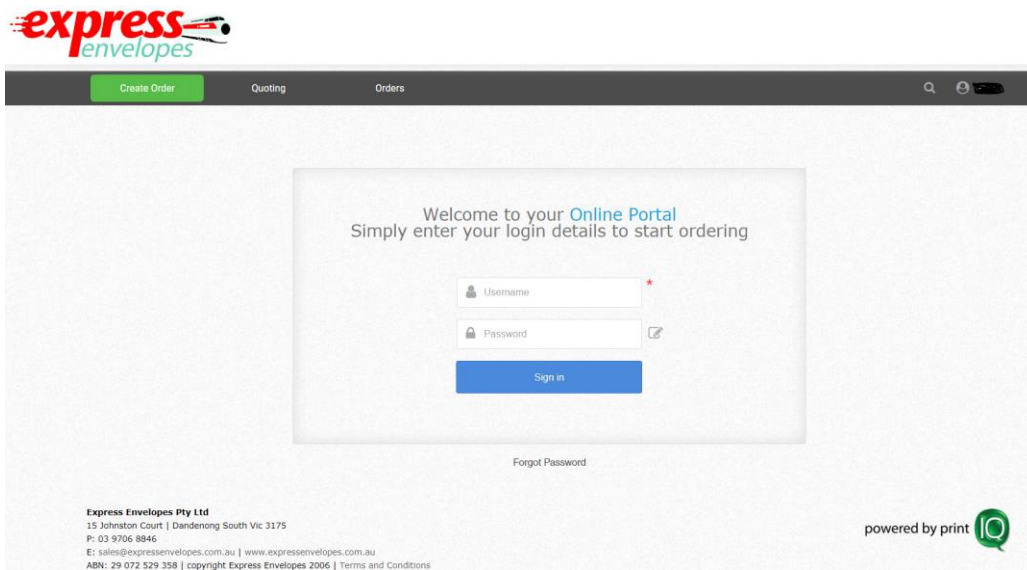 express
envelopes
Create Order Quoting Orders
Welcome to your Online Portal
Simply enter your login details to start ordering
Username *
Password
Sign in
Forgot Password
Express Envelopes Pty Ltd
15 Johnston Court | Dandenong South Vic 3175
P: 03 9706 8846
E: sales@expressenvelopes.com.au | www.expressenvelopes.com.au
ABN: 29 072 529 358 | copyright Express Envelopes 2006 | Terms and Conditions
powered by print IQ